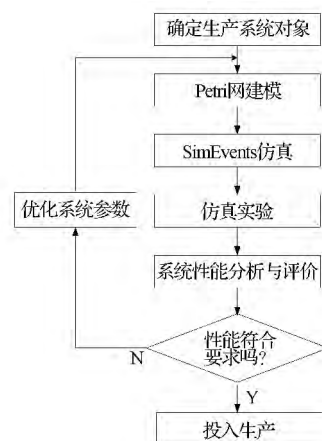 确定生产系统对象
Petri网建模
SimEvents仿真
优化系统参数
仿真实验
系统性能分析与评价
性能符合
要求吗?
N
Y
投入生产